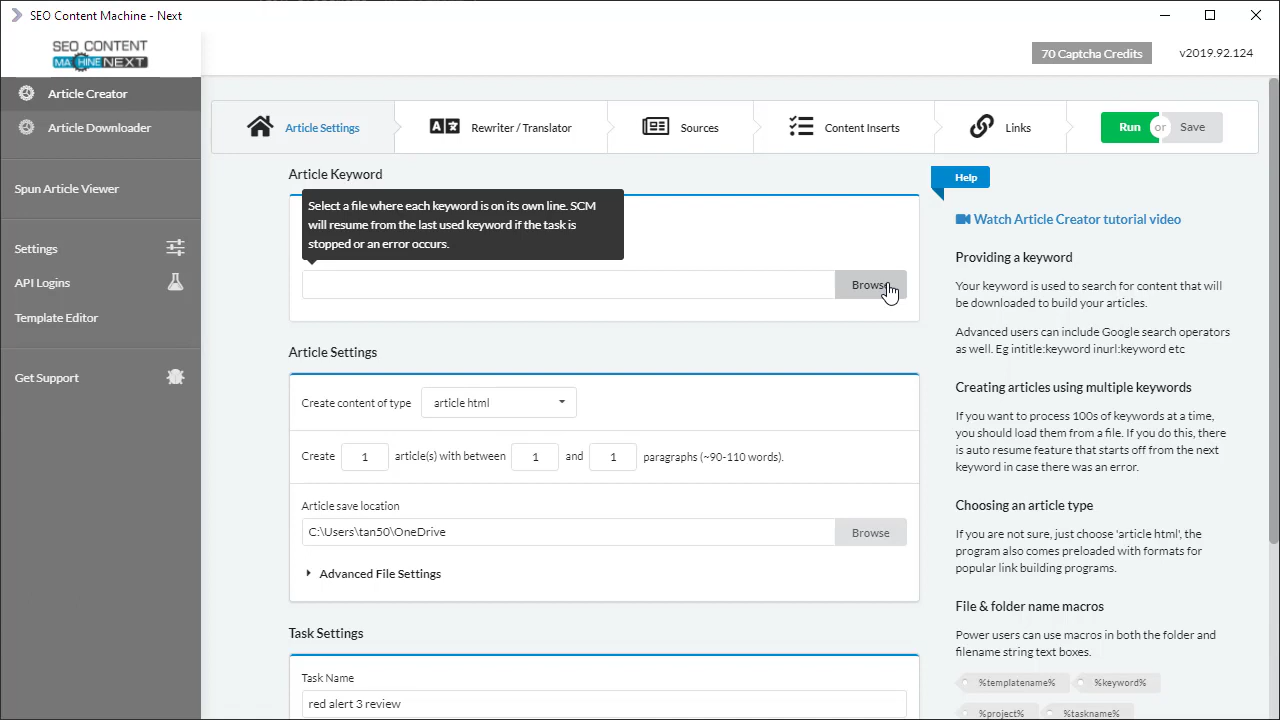 SEO Content Machine - Next
SEO CONTENT
MACHINE NEXT
70 Captcha Credits
v2019.92.124
Article Creator
Article Downloader
Spun Article Viewer
Settings
API Logins
Template Editor
Get Support
Article Settings
Rewriter / Translator
Sources
Content Inserts
Links
Run
or
Save
Article Keyword
Select a file where each keyword is on its own line. SCM
will resume from the last used keyword if the task is
stopped or an error occurs.
Browse
Article Settings
Create content of type
article html
Create 1 article(s) with between 1 and 1 paragraphs (~90-110 words).
Article save location
C:\Users\tan50\OneDrive
Browse
Advanced File Settings
Task Settings
Task Name
red alert 3 review
Help
Watch Article Creator tutorial video
Providing a keyword
Your keyword is used to search for content that will
be downloaded to build your articles.
Advanced users can include Google search operators
as well. Eg intitle:keyword inurl:keyword etc
Creating articles using multiple keywords
If you want to process 100s of keywords at a time,
you should load them from a file. If you do this, there
is auto resume feature that starts off from the next
keyword in case there was an error.
Choosing an article type
If you are not sure, just choose 'article html', the
program also comes preloaded with formats for
popular link building programs.
File & folder name macros
Power users can use macros in both the folder and
filename string text boxes.
%templatename%
%keyword%
%project%
%taskname%